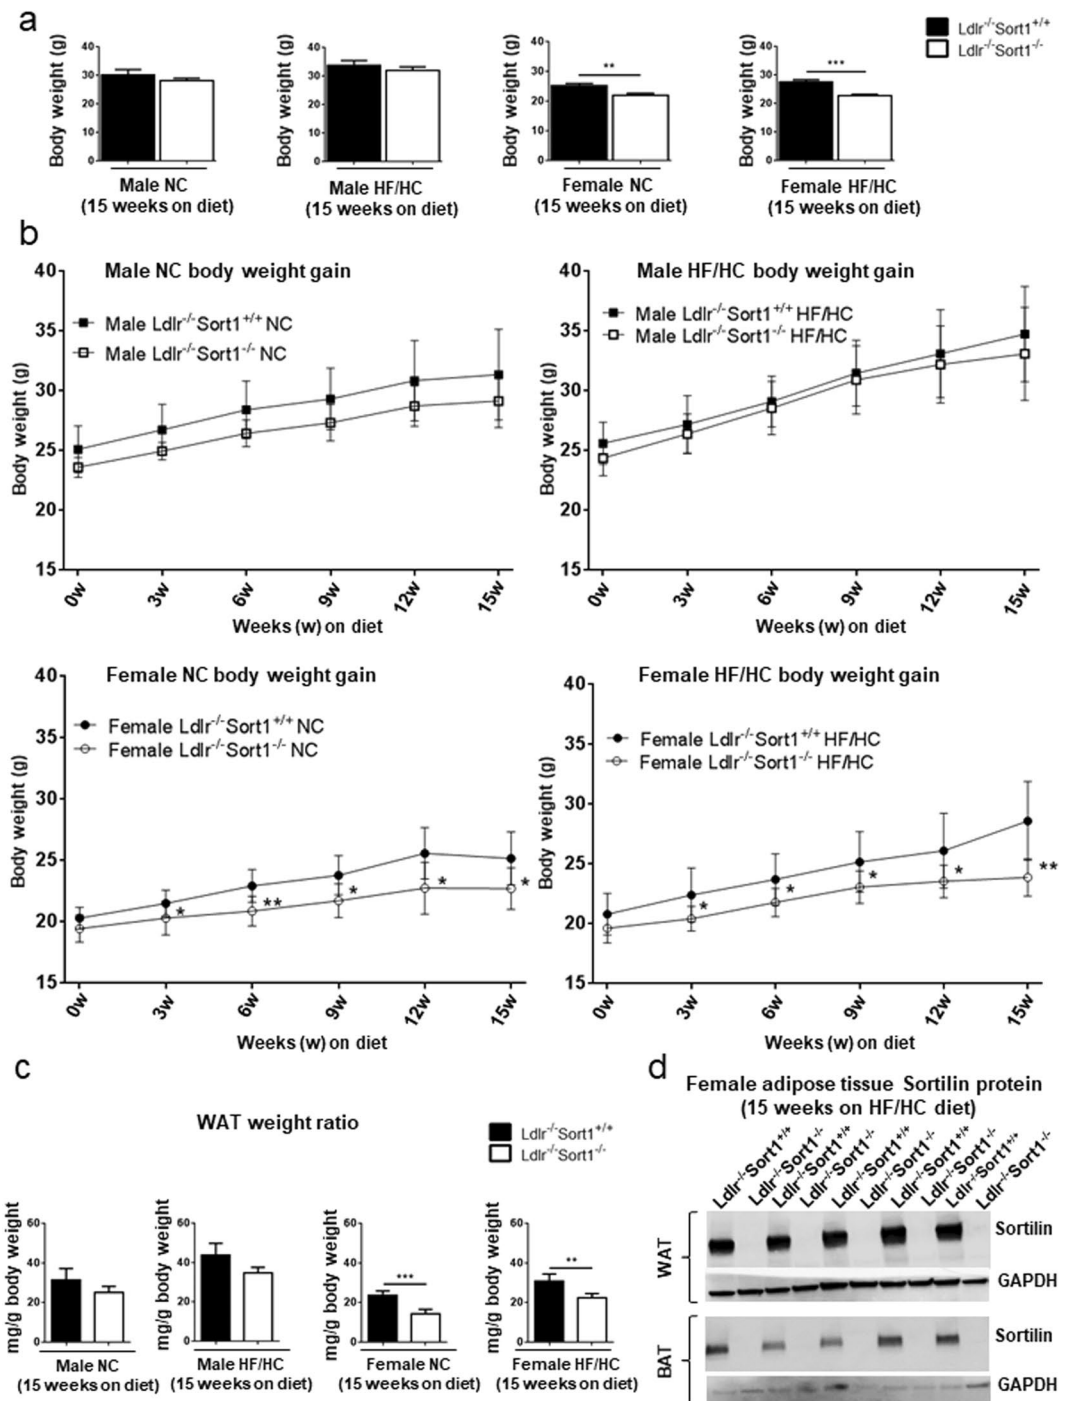 a
Ldlr-/-Sort1+/+
Ldlr-/-Sort1-/-
Body weight (g)
40
30
20
10
0
Male NC
(15 weeks on diet)
Body weight (g)
40
30
20
10
0
Male HF/HC
(15 weeks on diet)
Body weight (g)
40
30
20
10
0
**
Female NC
(15 weeks on diet)
Body weight (g)
40
30
20
10
0
***
Female HF/HC
(15 weeks on diet)
b
Male NC body weight gain
Male Ldlr-/-Sort1+/+ NC
Male Ldlr-/-Sort1-/- NC
Body weight (g)
40
35
30
25
20
15
0w 3w 6w 9w 12w 15w
Weeks (w) on diet
Male HF/HC body weight gain
Male Ldlr-/-Sort1+/+ HF/HC
Male Ldlr-/-Sort1-/- HF/HC
Body weight (g)
40
35
30
25
20
15
0w 3w 6w 9w 12w 15w
Weeks (w) on diet
Female NC body weight gain
Female Ldlr-/-Sort1+/+ NC
Female Ldlr-/-Sort1-/- NC
Body weight (g)
40
35
30
25
20
15
* ** * * *
0w 3w 6w 9w 12w 15w
Weeks (w) on diet
Female HF/HC body weight gain
Female Ldlr-/-Sort1+/+ HF/HC
Female Ldlr-/-Sort1-/- HF/HC
Body weight (g)
40
35
30
25
20
15
* * * * **
0w 3w 6w 9w 12w 15w
Weeks (w) on diet
c
WAT weight ratio
Ldlr-/-Sort1+/+
Ldlr-/-Sort1-/-
mg/g body weight
60
40
20
0
Male NC
(15 weeks on diet)
mg/g body weight
60
40
20
0
Male HF/HC
(15 weeks on diet)
mg/g body weight
60
40
20
0
***
Female NC
(15 weeks on diet)
mg/g body weight
60
40
20
0
**
Female HF/HC
(15 weeks on diet)
d
Female adipose tissue Sortilin protein
(15 weeks on HF/HC diet)
Ldlr-/-Sort1+/+
Ldlr-/-Sort1-/-
Ldlr-/-Sort1+/+
Ldlr-/-Sort1-/-
Ldlr-/-Sort1+/+
Ldlr-/-Sort1-/-
Ldlr-/-Sort1+/+
Ldlr-/-Sort1-/-
Ldlr-/-Sort1+/+
Ldlr-/-Sort1-/-
WAT
Sortilin
GAPDH
BAT
Sortilin
GAPDH